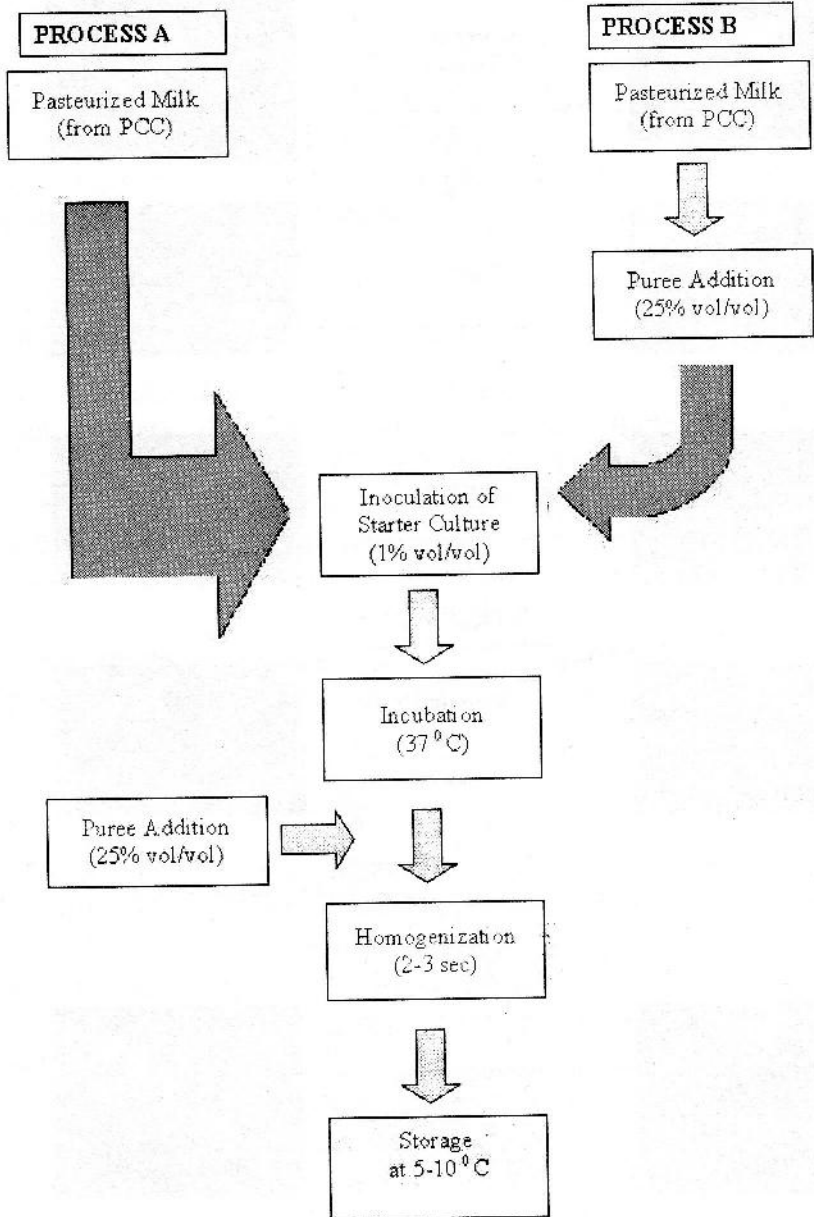 PROCESS A
Pasteurized Milk
(from PCC)
PROCESS B
Pasteurized Milk
(from PCC)
Puree Addition
(25% vol/vol)
Inoculation of
Starter Culture
(1% vol/vol)
Incubation
(37 ⁰ C)
Puree Addition
(25% vol/vol)
Homogenization
(2-3 sec)
Storage
at 5-10 ⁰ C